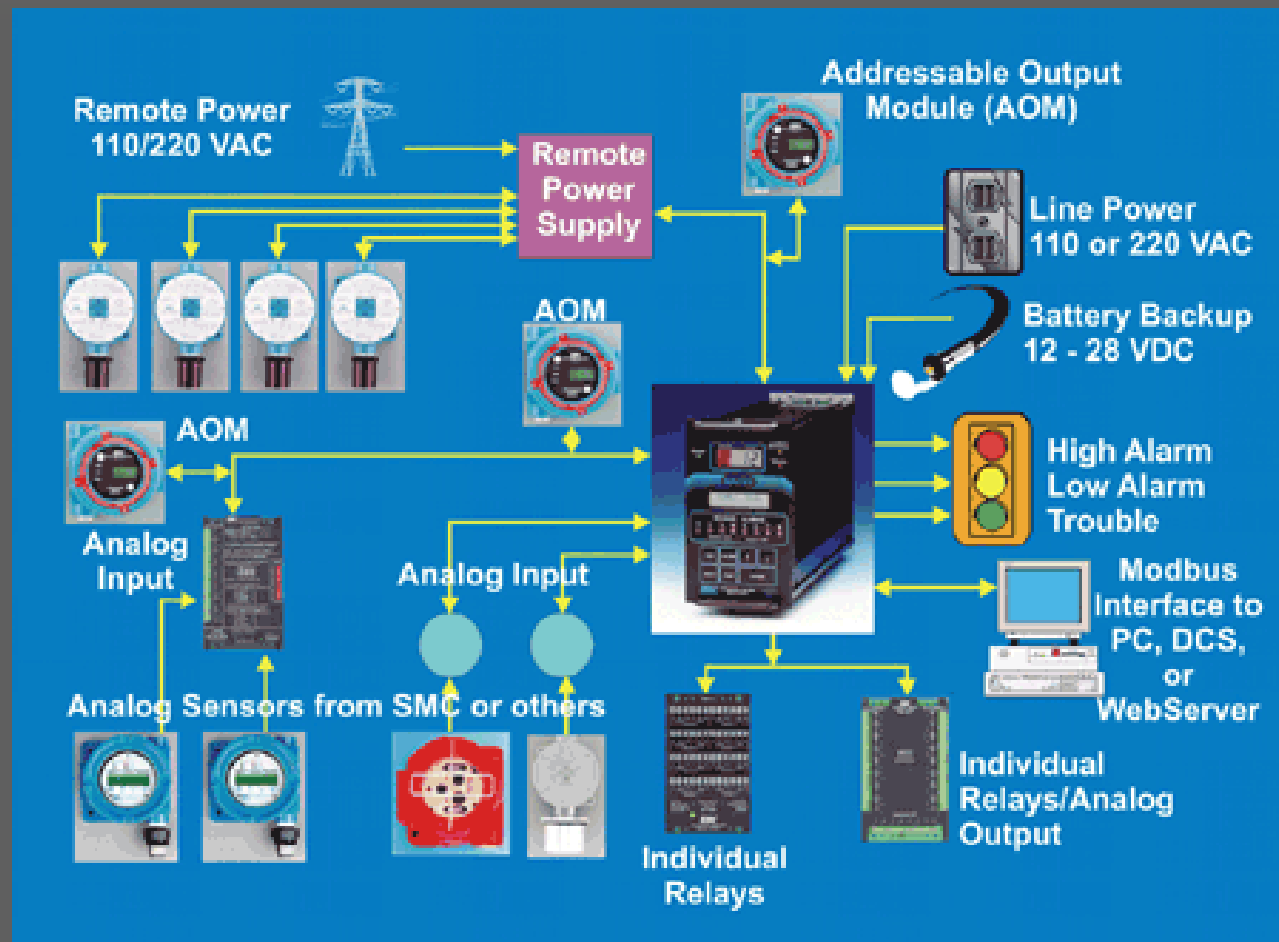 Remote Power
110/220 VAC
Remote
Power
Supply
Addressable Output
Module (AOM)
Line Power
110 or 220 VAC
Battery Backup
12 - 28 VDC
AOM
AOM
High Alarm
Low Alarm
Trouble
Analog
Input
Analog Input
Modbus
Interface to
PC, DCS,
or
WebServer
Analog Sensors from SMC or others
Individual
Relays/Analog
Output
Individual
Relays